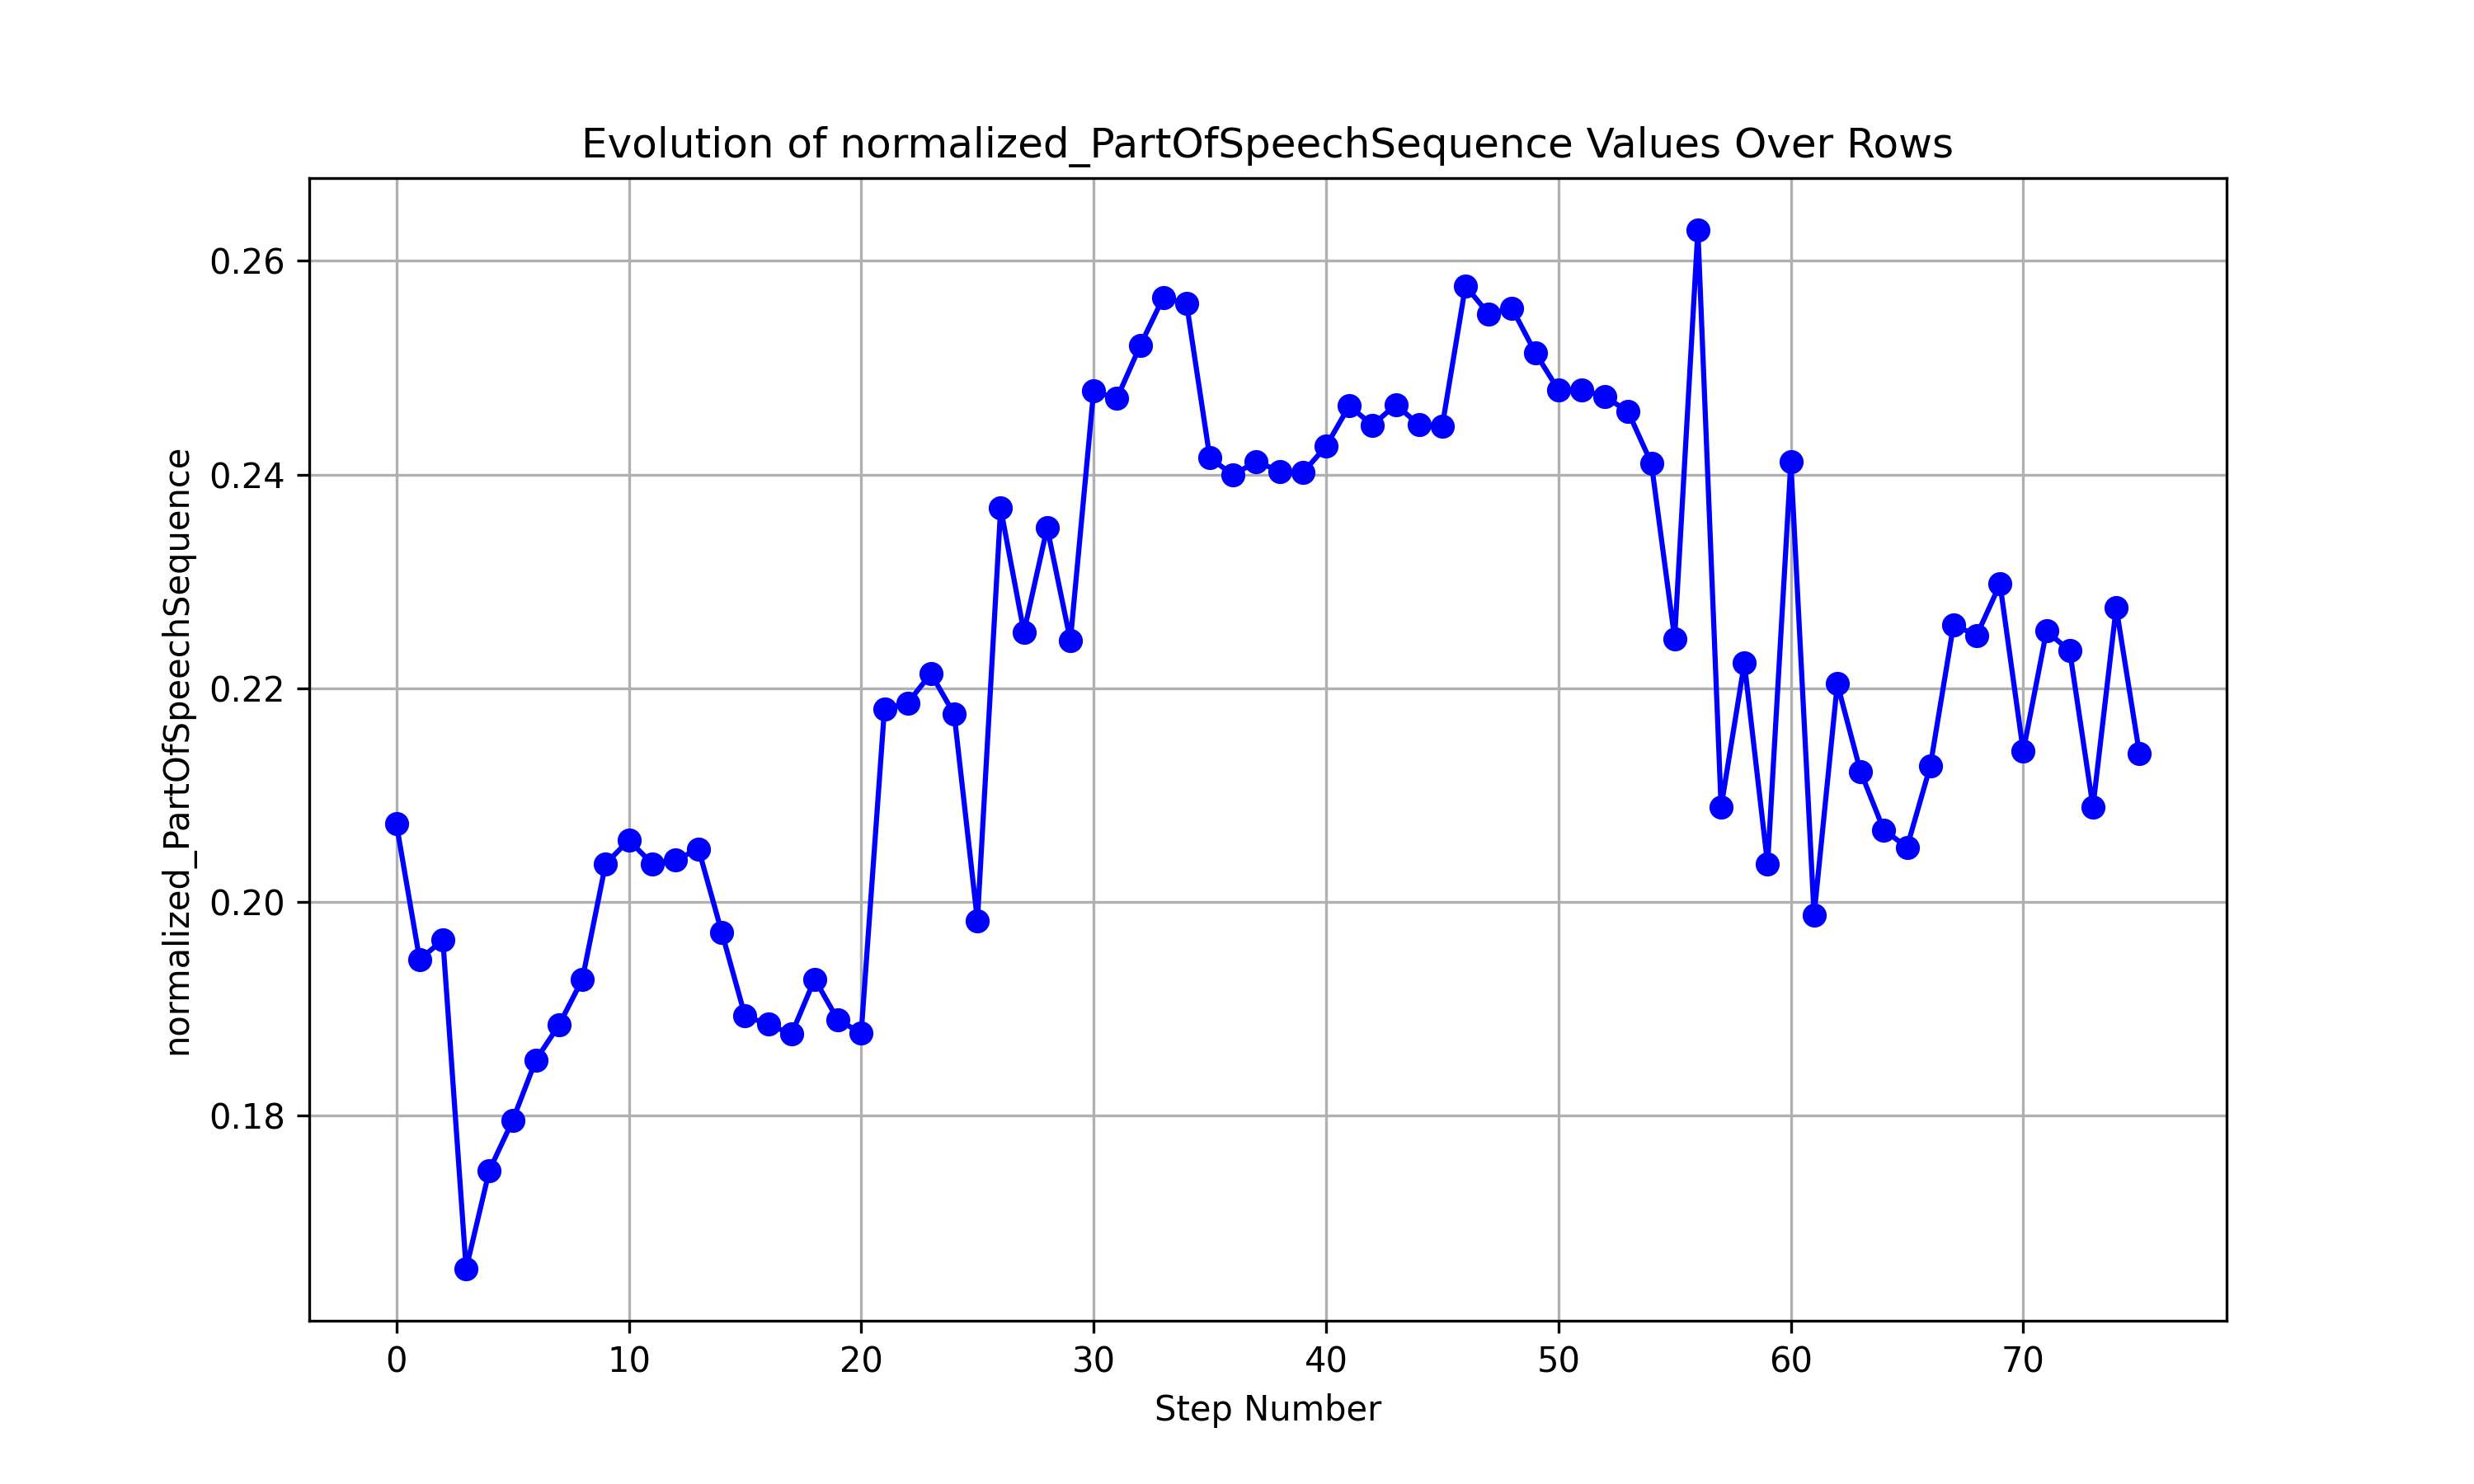 Evolution of normalized_PartOfSpeechSequence Values Over Rows
normalized_PartOfSpeechSequence
0.26
0.24
0.22
0.20
0.18
0 10 20 30 40 50 60 70
Step Number